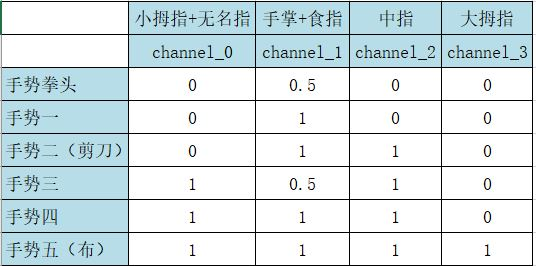 小拇指+无名指 手掌+食指 中指 大拇指
channel_0 channel_1 channel_2 channel_3
手势拳头 0 0.5 0 0
手势一 0 1 0 0
手势二（剪刀） 0 1 1 0
手势三 1 0.5 1 0
手势四 1 1 1 0
手势五（布） 1 1 1 1